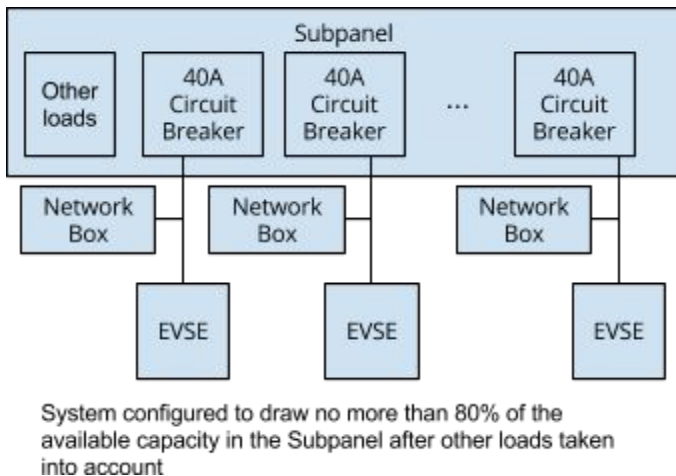 Subpanel
Other
loads
40A
Circuit
Breaker
40A
Circuit
Breaker
...
40A
Circuit
Breaker
Network
Box
Network
Box
Network
Box
EVSE
EVSE
EVSE
System configured to draw no more than 80% of the
available capacity in the Subpanel after other loads taken
into account